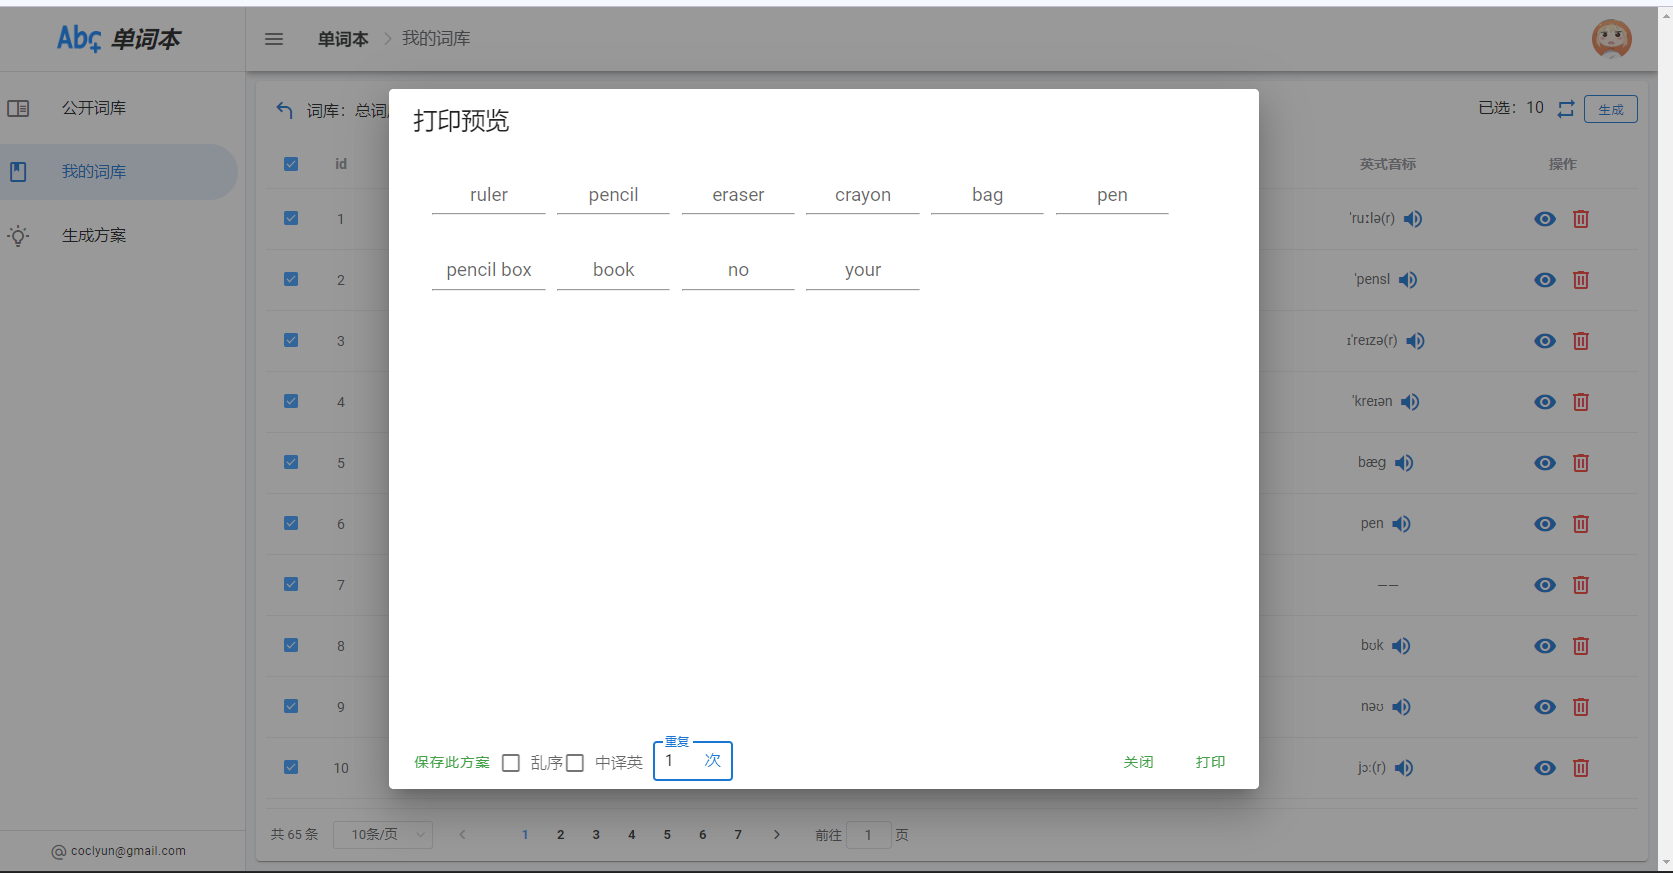 Abc 单词本
单词本 > 我的词库
公开词库
我的词库
生成方案
词库：总词
已选：10 生成
id 英式音标 操作
1 'ruːlə(r)
2 'pensl
3 ɪ'reɪzə(r)
4 'kreɪən
5 bæg
6 pen
7 ——
8 bʊk
9 nəʊ
10 jɔː(r)
打印预览
ruler pencil eraser crayon bag pen
pencil box book no your
保存此方案 乱序 中译英 重复 1 次 关闭 打印
共 65 条 10条/页 1 2 3 4 5 6 7 前往 1 页
@ coclyun@gmail.com